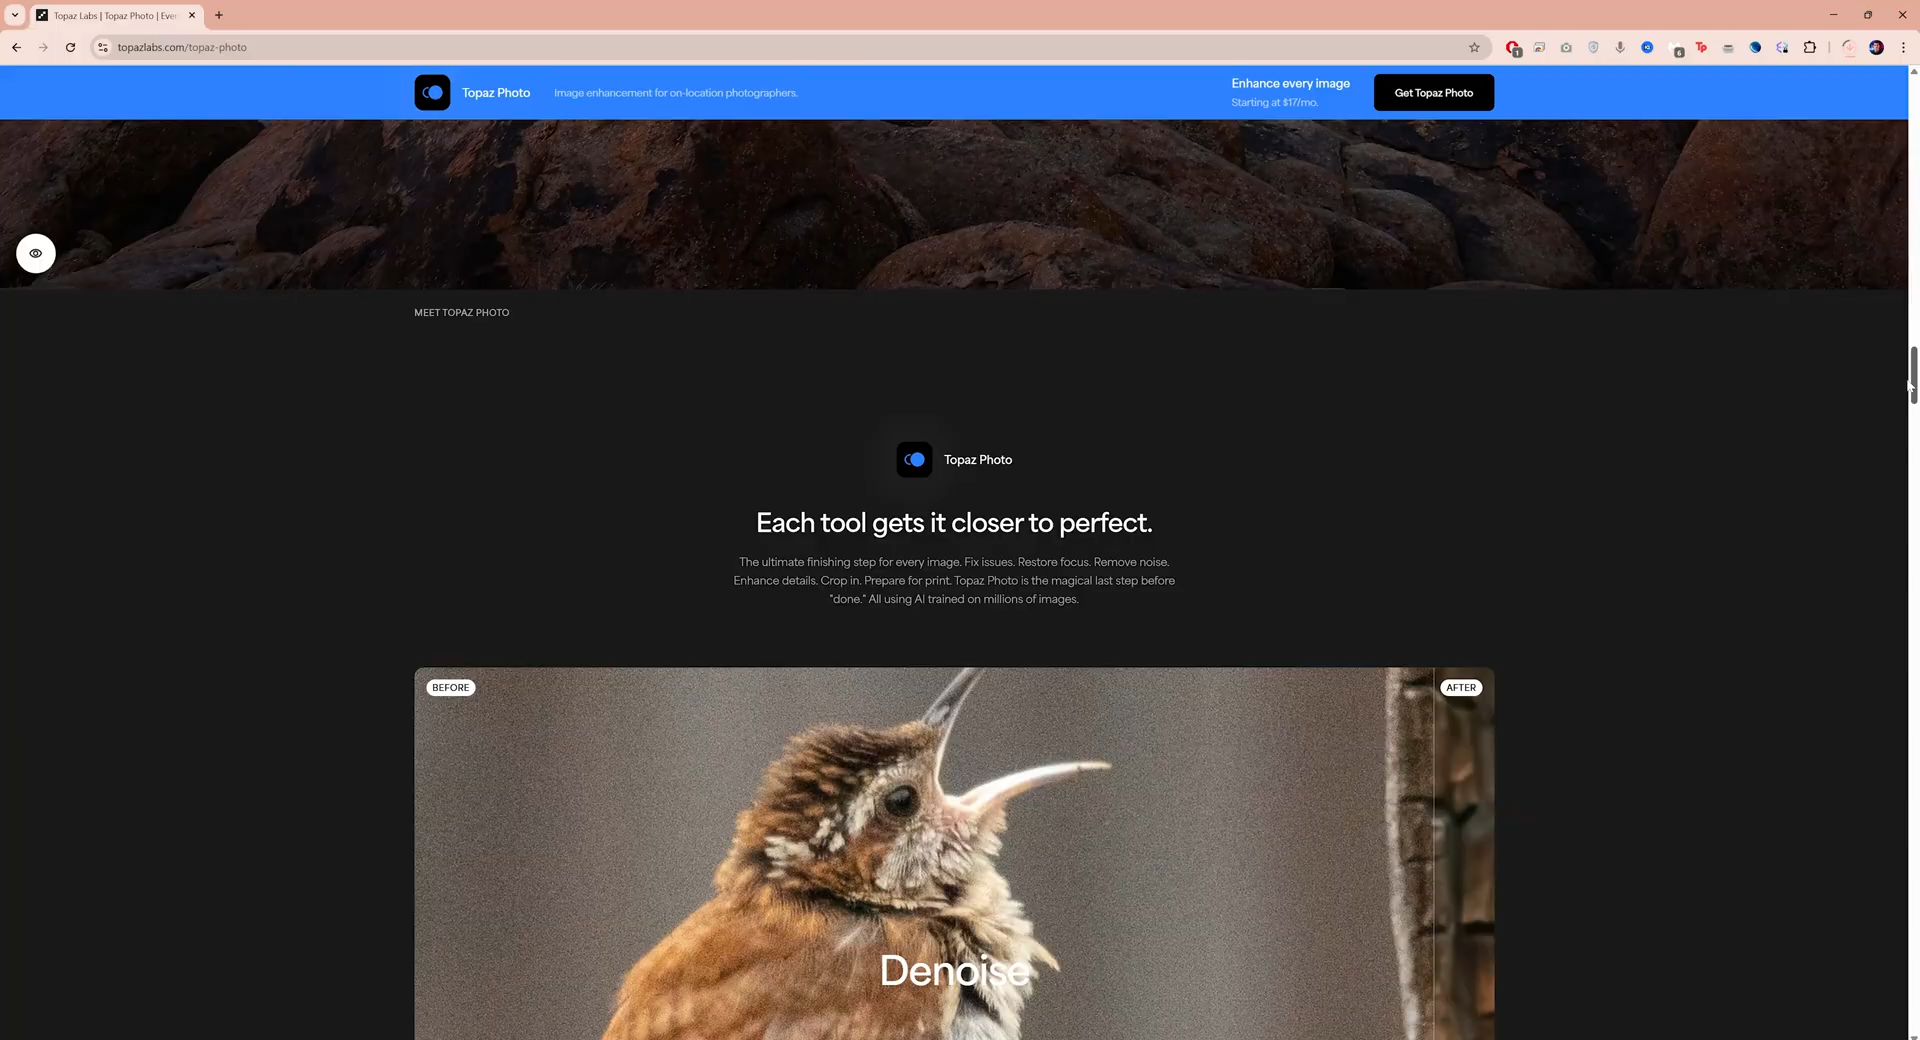 Topaz Labs | Topaz Photo | Eve
topazlabs.com/topaz-photo
1
6
Tp
Topaz Photo
Image enhancement for on-location photographers.
Enhance every image
Starting at $17/mo.
Get Topaz Photo
MEET TOPAZ PHOTO
Topaz Photo
Each tool gets it closer to perfect.
The ultimate finishing step for every image. Fix issues. Restore focus. Remove noise.
Enhance details. Crop in. Prepare for print. Topaz Photo is the magical last step before
"done." All using AI trained on millions of images.
BEFORE
AFTER
Denoise